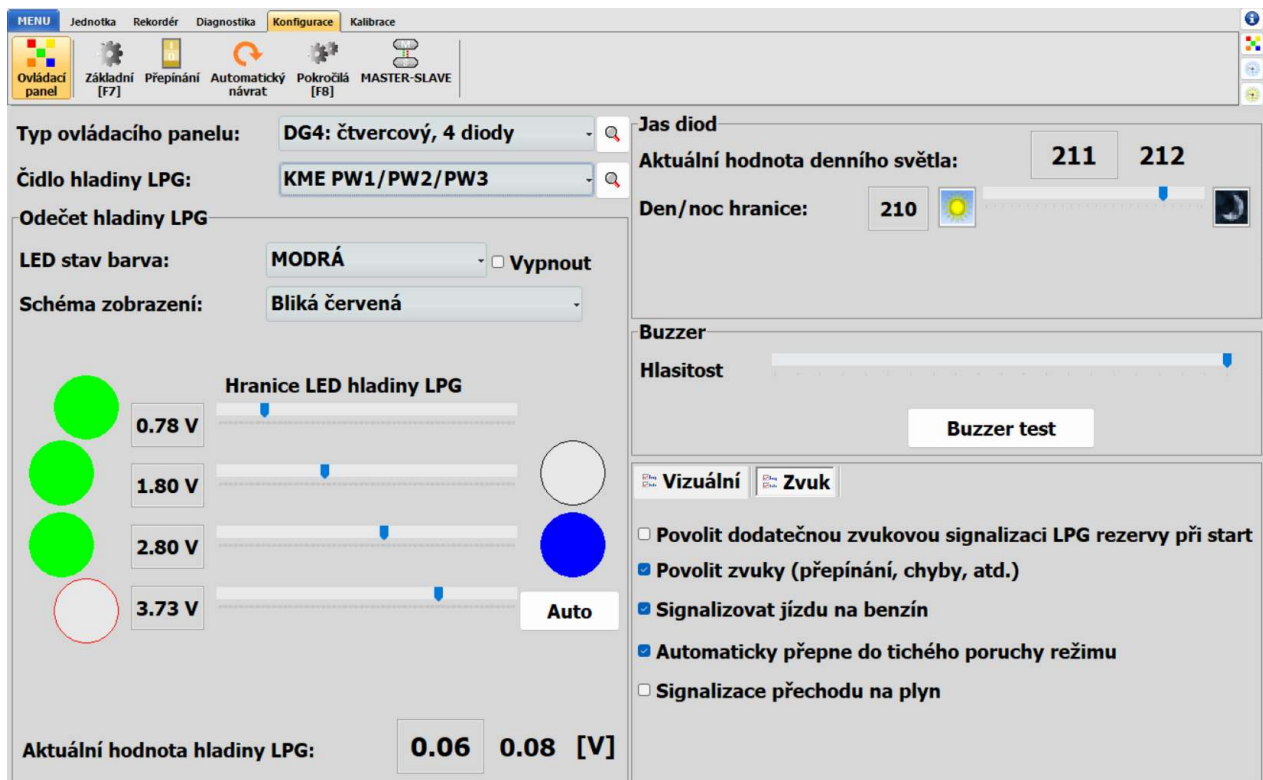 MENU Jednotka Rekordér Diagnostika Konfigurace Kalibrace
Ovládací panel
Základní [F7]
Přepínání
Automatický návrat
Pokročilá [F8]
MASTER-SLAVE
Typ ovládacího panelu: DG4: čtvercový, 4 diody
Čidlo hladiny LPG: KME PW1/PW2/PW3
Odečet hladiny LPG
LED stav barva: MODRÁ Vypnout
Schéma zobrazení: Bliká červená
Hranice LED hladiny LPG
0.78 V
1.80 V
2.80 V
3.73 V
Auto
Aktuální hodnota hladiny LPG: 0.06 0.08 [V]
Jas diod
Aktuální hodnota denního světla: 211 212
Den/noc hranice: 210
Buzzer
Hlasitost
Buzzer test
Vizuální Zvuk
Povolit dodatečnou zvukovou signalizaci LPG rezervy při start
Povolit zvuky (přepínání, chyby, atd.)
Signalizovat jízdu na benzín
Automaticky přepne do tichého poruchy režimu
Signalizace přechodu na plyn